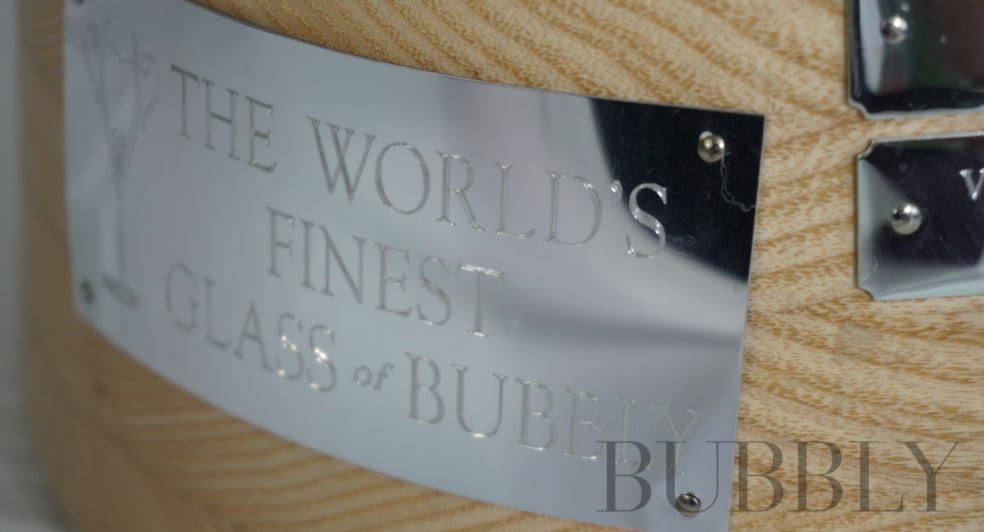 THE WORLD'S
FINEST
GLASS of BUBBLY
BUBBLY